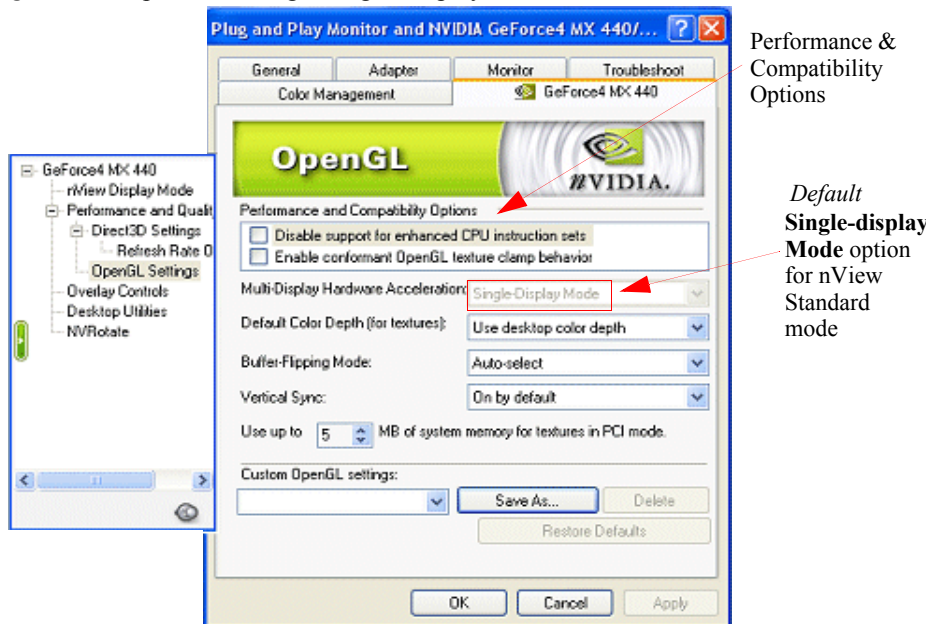 Plug and Play Monitor and NVIDIA GeForce4 MX 440/...
General Adapter Monitor Troubleshoot
Color Management GeForce4 MX 440
OpenGL
NVIDIA.
Performance and Compatibility Options
Disable support for enhanced CPU instruction sets
Enable conformant OpenGL texture clamp behavior
Multi-Display Hardware Acceleration:
Single-Display Mode
Default Color Depth (for textures):
Use desktop color depth
Buffer-Flipping Mode:
Auto-select
Vertical Sync:
On by default
Use up to 5 MB of system memory for textures in PCI mode.
Custom OpenGL settings:
Save As... Delete
Restore Defaults
OK Cancel Apply
GeForce4 MX 440
nView Display Mode
Performance and Qualit
Direct3D Settings
Refresh Rate O
OpenGL Settings
Overlay Controls
Desktop Utilities
NVRotate
Performance &
Compatibility
Options
Default
Single-display
Mode option
for nView
Standard
mode